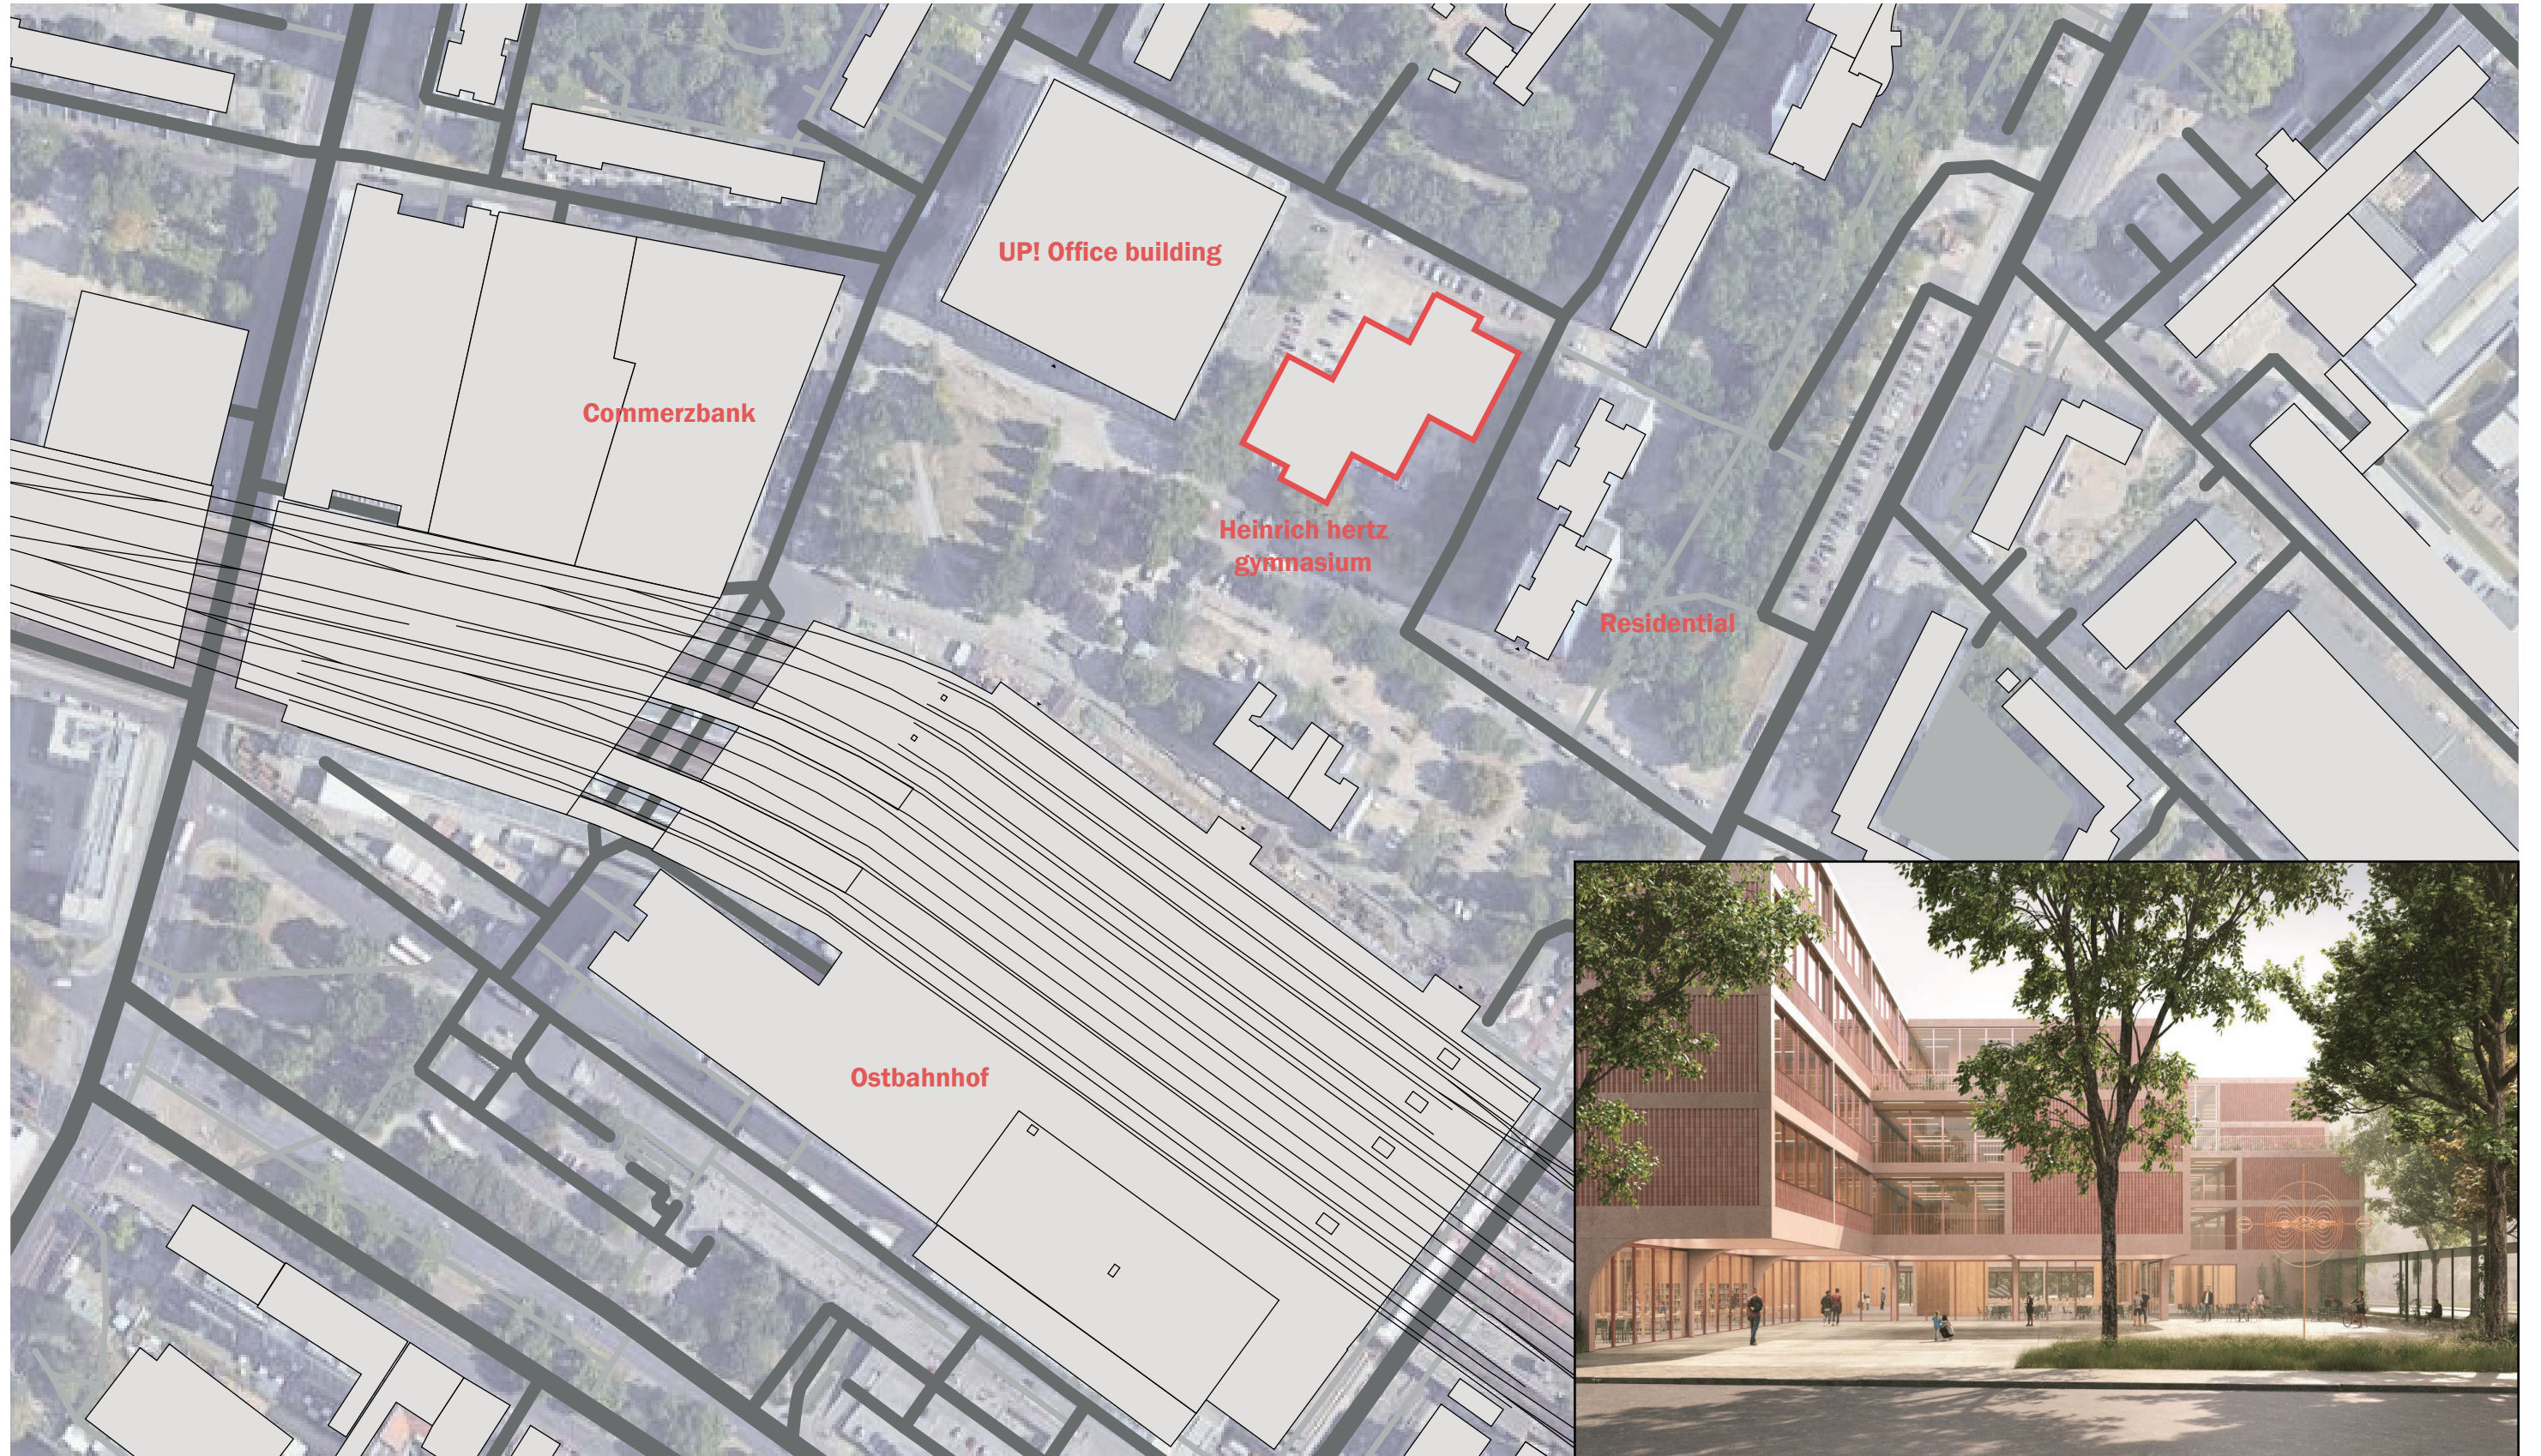 UP! Office building
Commerzbank
Heinrich hertz
gymnasium
Residential
Ostbahnhof